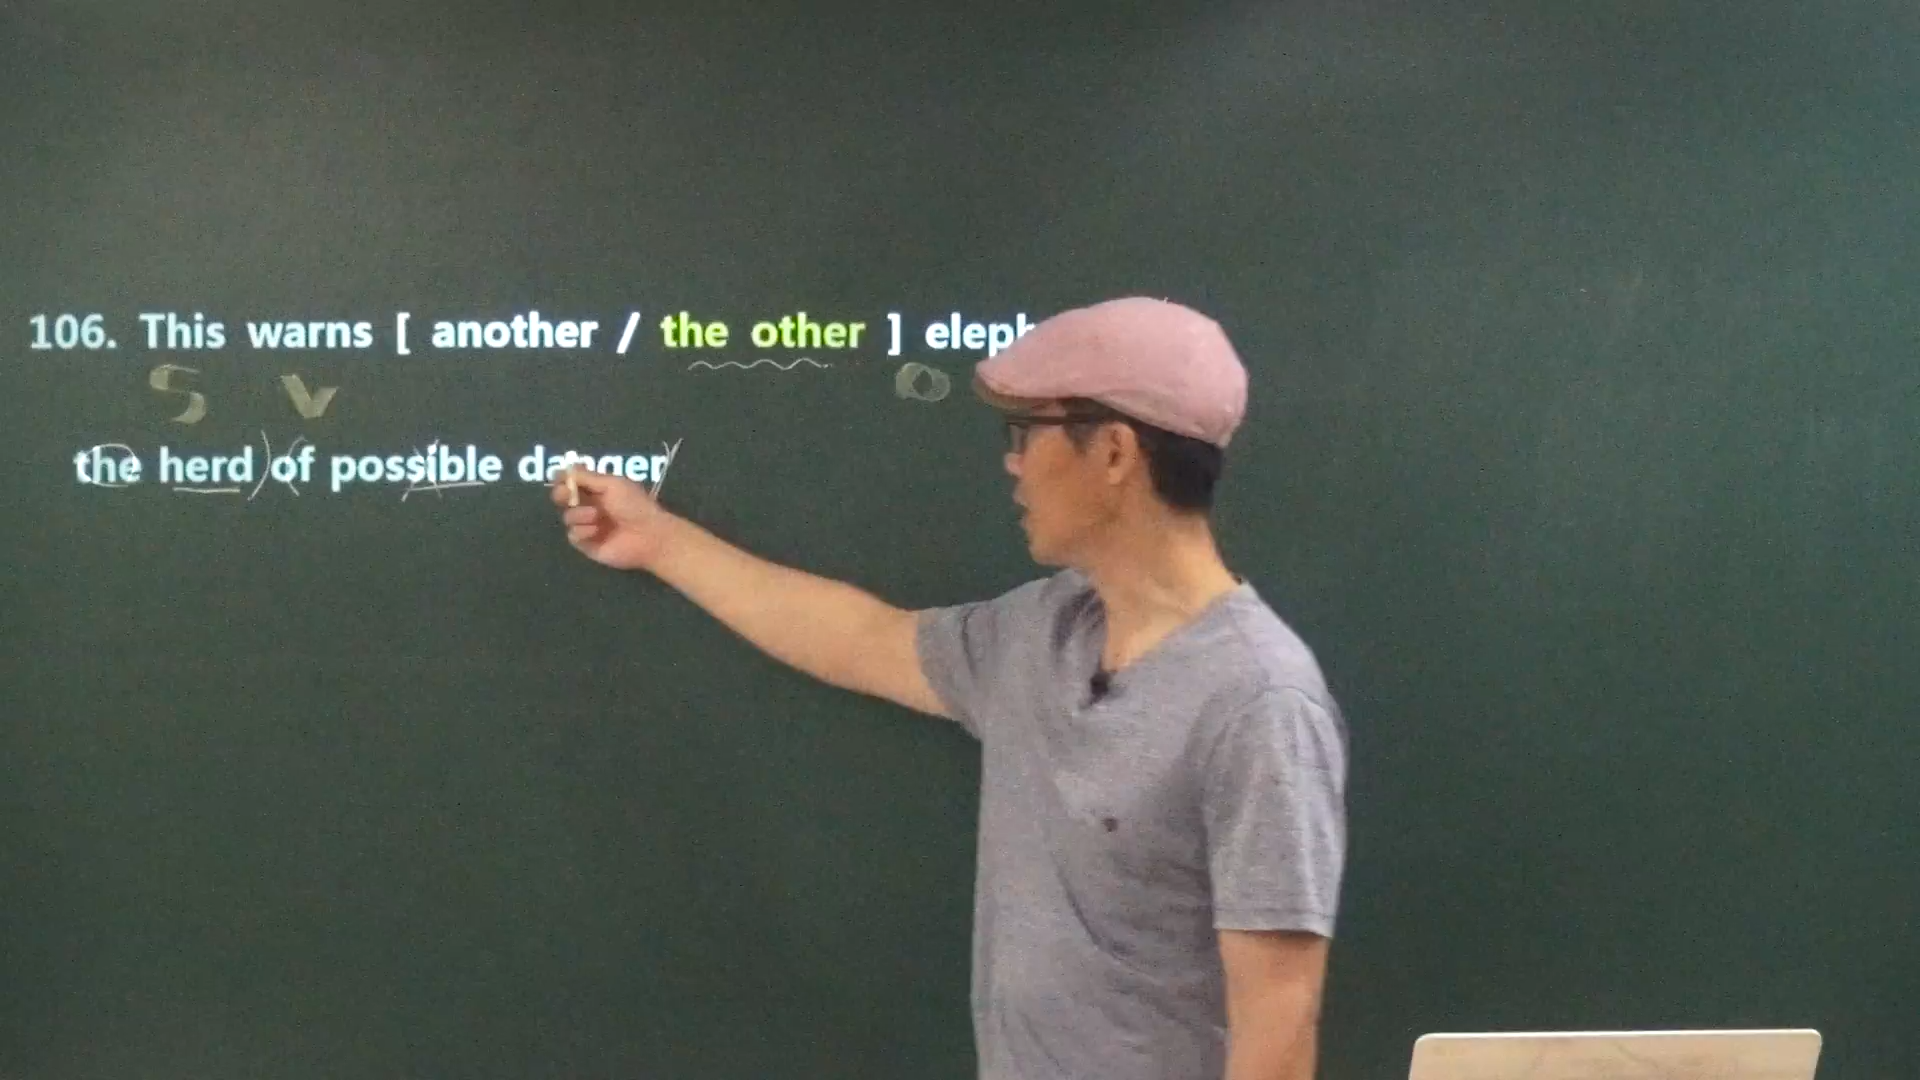 106. This warns [ another / the other ] eleph
S V O
the herd of possible danger